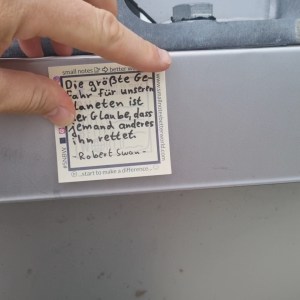 small notes
Die größte Ge-
fahr für unseren
Planeten ist
der Glaube, dass
jemand anderes
ihn rettet.
- Robert Swan -
...start to make a difference...